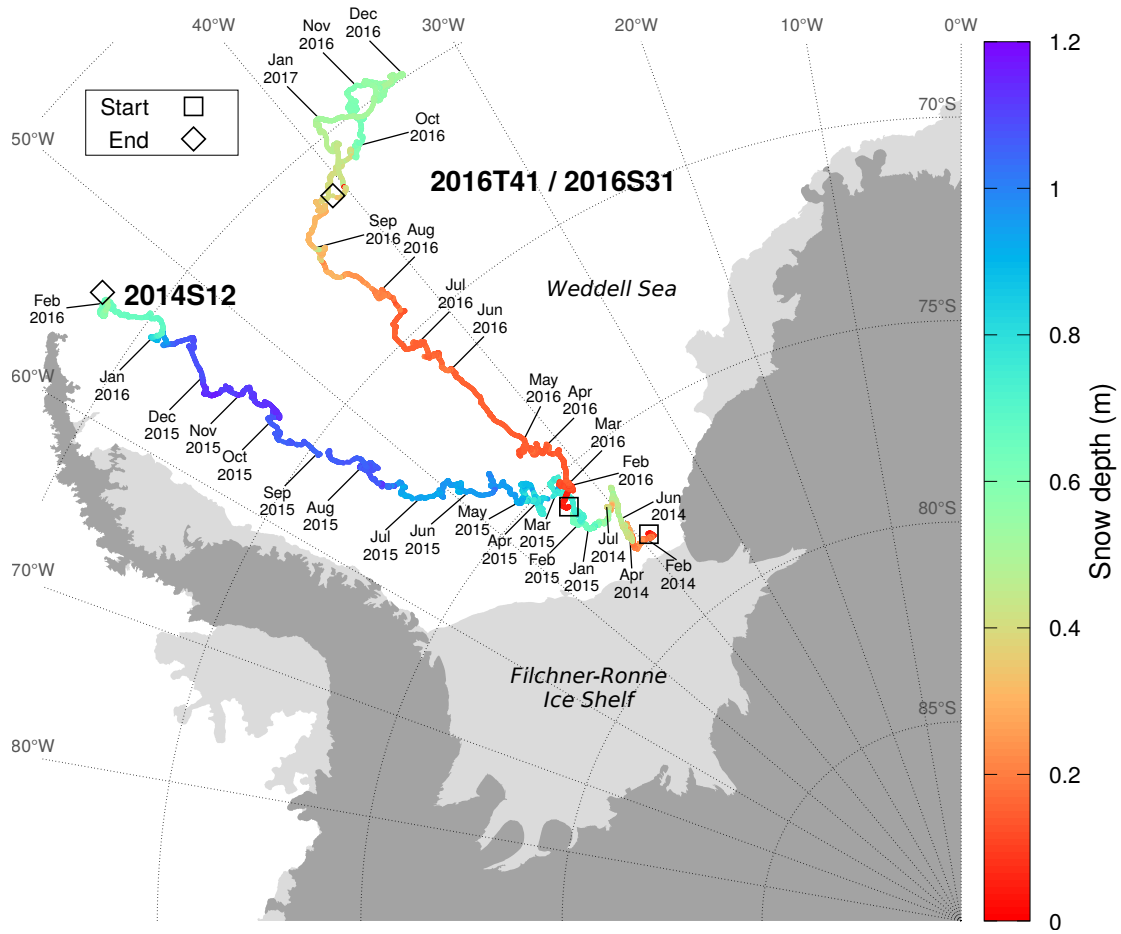 40°W
30°W
20°W
10°W
0°W
Dec
2016
Nov
2016
Jan
2017
Oct
2016
Start
End
50°W
70°S
2016T41 / 2016S31
Sep
2016
Aug
2016
Weddell Sea
Jul
2016
Jun
2016
2014S12
Feb
2016
75°S
60°W
Jan
2016
Dec
2015
Nov
2015
Oct
2015
Sep
2015
Aug
2015
Jul
2015
Jun
2015
May
2015
Apr
2015
Mar
2015
Feb
2015
Jan
2015
May
2016
Apr
2016
Mar
2016
Feb
2016
Jun
2014
Jul
2014
Apr
2014
Feb
2014
80°S
70°W
Filchner-Ronne
Ice Shelf
85°S
80°W
1.2
1
0.8
0.6
0.4
0.2
0
Snow depth (m)